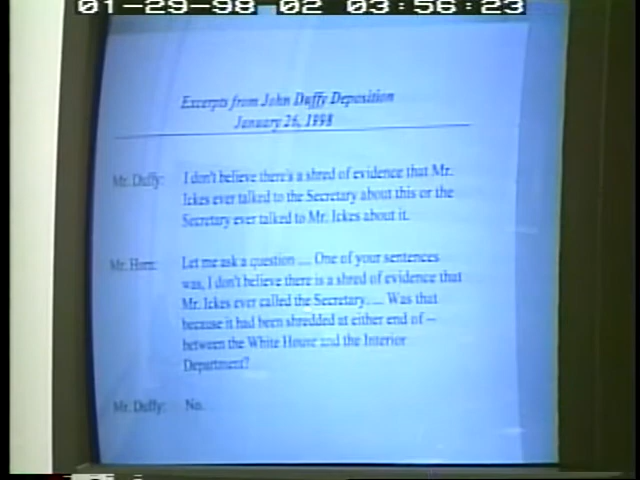 01-29-98 02 03:56:23
Excerpts from John Duffy Deposition
January 26, 1998
Mr. Duffy: I don't believe there's a shred of evidence that Mr.
Ickes ever talked to the Secretary about this or the
Secretary ever talked to Mr. Ickes about it.
Mr. Horn: Let me ask a question .... One of your sentences
was, I don't believe there is a shred of evidence that
Mr. Ickes ever called the Secretary.... Was that
because it had been shredded at either end of –
between the White House and the Interior
Department?
Mr. Duffy: No.